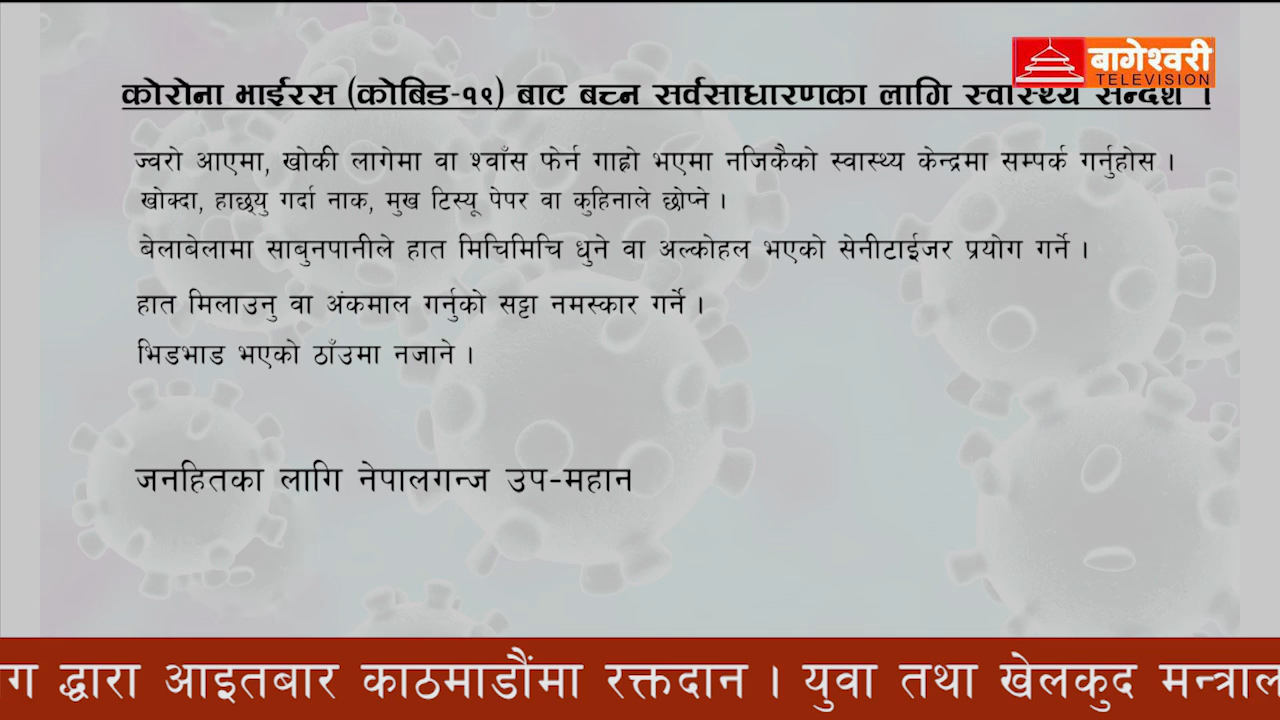 बागेश्वरी
TELEVISION
कोरोना भाईरस (कोबिड-१९) बाट बच्न सर्वसाधारणका लागि स्वास्थ्य सन्देश ।
ज्वरो आएमा, खोकी लागेमा वा श्वाँस फेर्न गाह्रो भएमा नजिकैको स्वास्थ्य केन्द्रमा सम्पर्क गर्नुहोस ।
खोक्दा, हाछ्यु गर्दा नाक, मुख टिस्यू पेपर वा कुहिनाले छोप्ने ।
बेलाबेलामा साबुनपानीले हात मिचिमिचि धुने वा अल्कोहल भएको सेनीटाईजर प्रयोग गर्ने ।
हात मिलाउनु वा अंकमाल गर्नुको सट्टा नमस्कार गर्ने ।
भिडभाड भएको ठाँउमा नजाने ।
जनहितका लागि नेपालगन्ज उप-महान
ग द्धारा आइतबार काठमाडौंमा रक्तदान । युवा तथा खेलकुद मन्त्राल